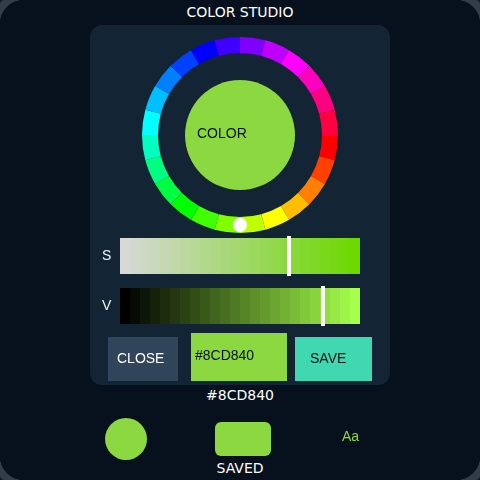 COLOR STUDIO
COLOR
S
V
CLOSE
#8CD840
SAVE
#8CD840
Aa
SAVED